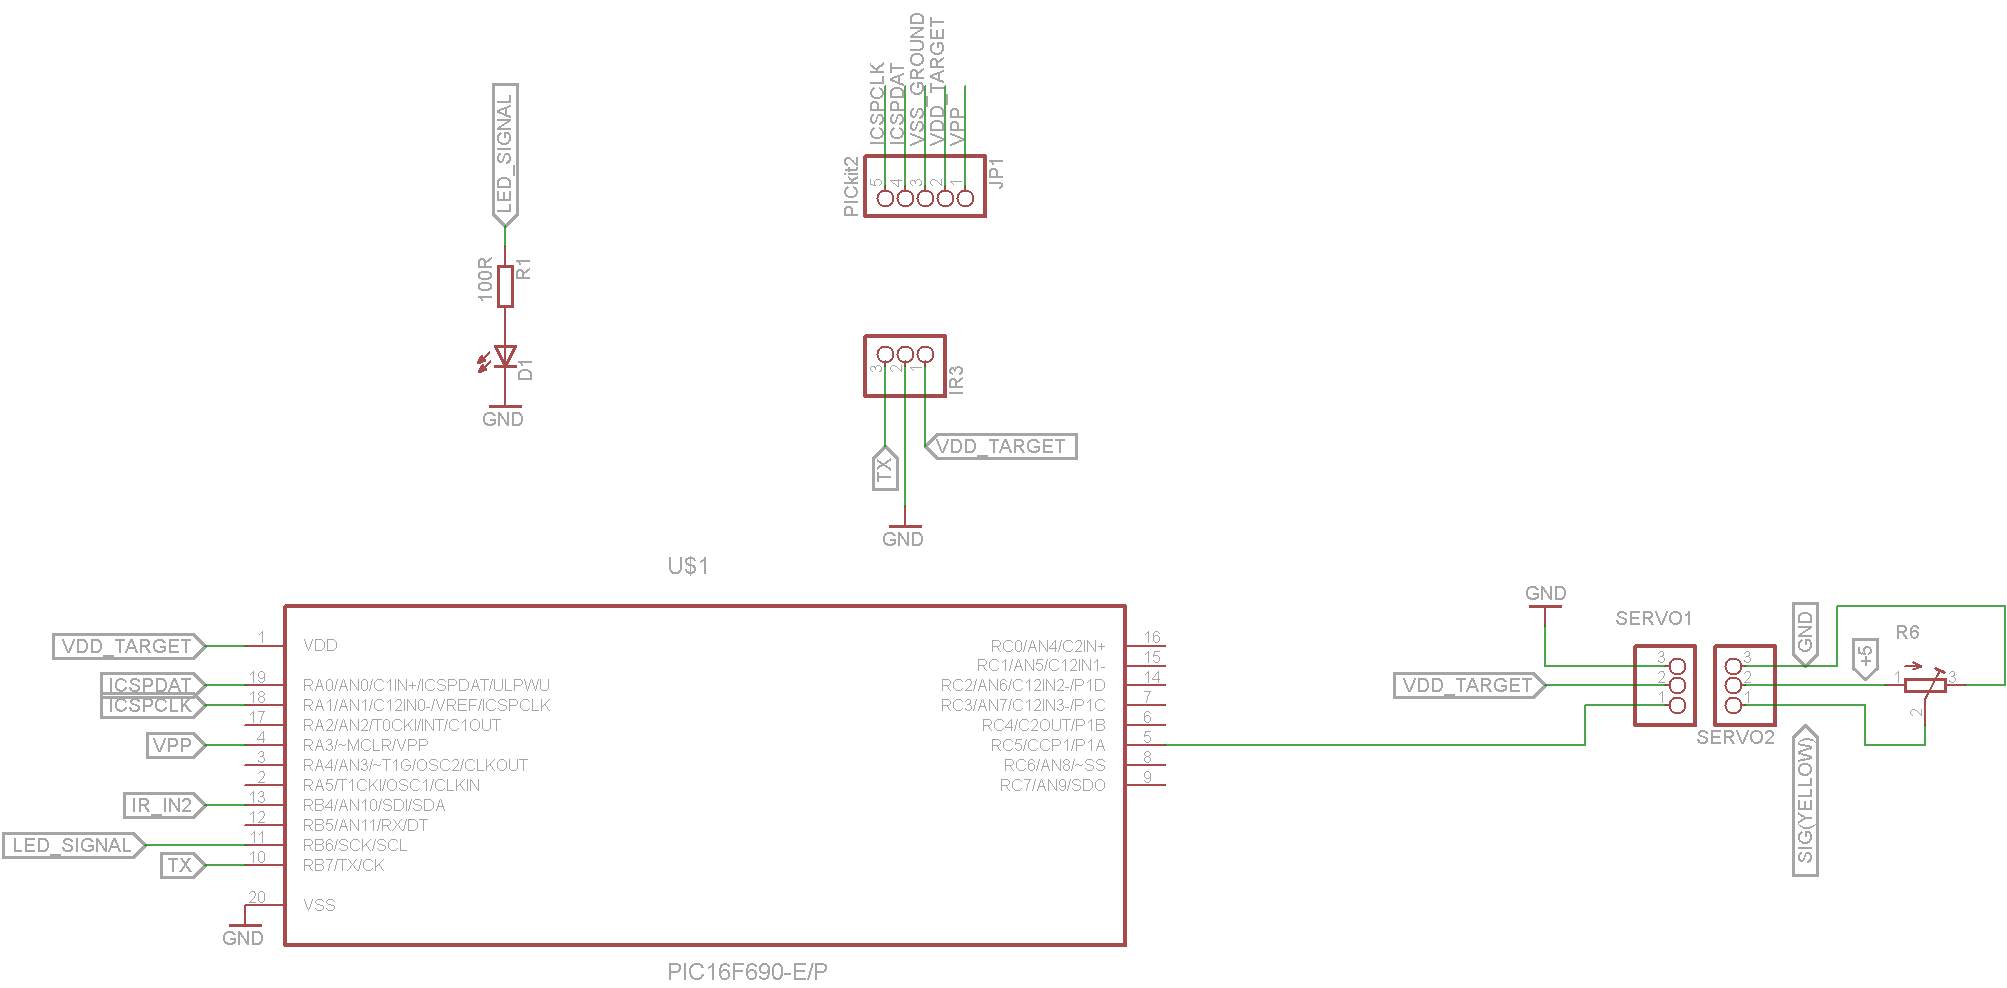 LED_SIGNAL
100R
R1
D1
GND
ICSPCLK
ICSPDAT
VSS_GROUND
VDD_TARGET
VPP
PICkit2
5
4
3
2
1
JP1
3
2
1
IR3
TX
VDD_TARGET
GND
U$1
VDD_TARGET
1
VDD
ICSPDAT
19
RA0/AN0/C1IN+/ICSPDAT/ULPWU
ICSPCLK
18
RA1/AN1/C12IN0-/VREF/ICSPCLK
17
RA2/AN2/T0CKI/INT/C1OUT
VPP
4
RA3/~MCLR/VPP
3
RA4/AN3/~T1G/OSC2/CLKOUT
2
RA5/T1CKI/OSC1/CLKIN
IR_IN2
13
RB4/AN10/SDI/SDA
12
RB5/AN11/RX/DT
LED_SIGNAL
11
RB6/SCK/SCL
TX
10
RB7/TX/CK
20
VSS
GND
RC0/AN4/C2IN+
16
RC1/AN5/C12IN1-
15
RC2/AN6/C12IN2-/P1D
14
RC3/AN7/C12IN3-/P1C
7
RC4/C2OUT/P1B
6
RC5/CCP1/P1A
5
RC6/AN8/~SS
8
RC7/AN9/SDO
9
PIC16F690-E/P
GND
VDD_TARGET
SERVO1
3
2
1
3
2
1
SERVO2
GND
SIG(YELLOW)
+5
R6
1
3
2